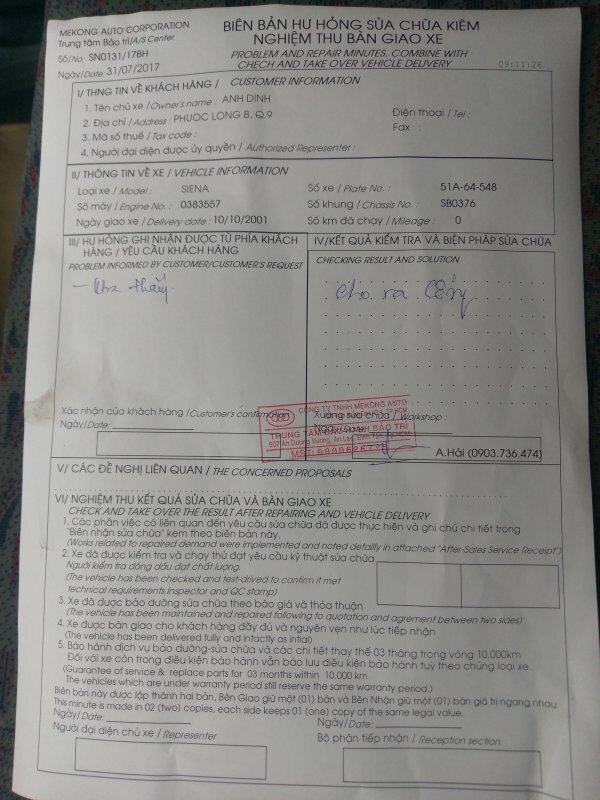 MEKONG AUTO CORPORATION
Trung tâm Bảo trì/A/S Center
Số/No: SN0131/17BH
Ngày/Date: 31/07/2017
BIÊN BẢN HƯ HỎNG SỬA CHỮA KIÊM
NGHIỆM THU BÀN GIAO XE
PROBLEM AND REPAIR MINUTES, COMBINE WITH
CHECH AND TAKE OVER VEHICLE DELIVERY
09:11:26
I/ THNG TIN VỀ KHÁCH HÀNG / CUSTOMER INFORMATION
1. Tên chủ xe / Owner's name : ANH DINH
2. Địa chỉ / Address : PHUOC LONG B, Q.9
Điện thoại / Tel :
3. Mã số thuế / Tax code :
Fax :
4. Người đại diện được ủy quyền / Authorized Representer :
II/ THÔNG TIN VỀ XE / VEHICLE INFORMATION
Loại xe / Model : SIENA
Số xe / Plate No. : 51A-64-548
Số máy / Engine No. : 0383557
Số khung / Chassis No. : SB0376
Ngày giao xe / Delivery date : 10/10/2001
Số km đã chạy / Mileage : 0
III/ HƯ HỎNG GHI NHẬN ĐƯỢC TỪ PHÍA KHÁCH
HÀNG / YÊU CẦU KHÁCH HÀNG
PROBLEM INFORMED BY CUSTOMER/CUSTOMER'S REQUEST
IV/KẾT QUẢ KIỂM TRA VÀ BIỆN PHÁP SỬA CHỮA
CHECKING RESULT AND SOLUTION
Cho ra cổng
Xác nhận của khách hàng / Customer's confirmation
Ngày/Date:
Xưởng sửa chữa / Workshop :
Ngày/Date:
CÔNG TY TNHH MEKONG AUTO
TRUNG TÂM BẢO HÀNH BẢO TRÌ
A.Hải (0903.736,474)
V/ CÁC ĐỀ NGHỊ LIÊN QUAN / THE CONCERNED PROPOSALS
VI/ NGHIỆM THU KẾT QUẢ SỬA CHỮA VÀ BÀN GIAO XE
CHECK AND TAKE OVER THE RESULT AFTER REPAIRING AND VEHICLE DELIVERY
1. Các phần việc có liên quan đến yêu cầu sửa chữa đã được thực hiện và ghi chú chi tiết trong
"Biên nhận sửa chữa" kèm theo biên bản này.
(Works related to repaired demand were implemented and noted detailly in attached "After-Sales Service Receipt")
2. Xe đã được kiểm tra và chạy thử đạt yêu cầu kỹ thuật sửa chữa
Người kiểm tra đóng dấu đạt chất lượng.
(The vehicle has been checked and test-drived to confirm it met
technical requirements.Inspector and QC stamp)
3. Xe đã được bảo dưỡng sửa chữa theo báo giá và thỏa thuận
(The vehicle has been maintained and repaired following to quotation and agrement between two sides)
4. Xe được bàn giao cho khách hàng đầy đủ và nguyên vẹn như lúc tiếp nhận
(The vehicle has been delivered fully and intactly as intial)
5. Bảo hành dịch vụ bảo dưỡng-sửa chữa và các chi tiết thay thế 03 tháng trong vòng 10.000km
Đối với xe còn trong điều kiện bảo hành vẫn bảo lưu điều kiện bảo hành tuỳ theo chủng loại xe.
(Guarantee of service & replace parts for 03 months within 10.000 km
The vehicles which are under warranty period still reserve the same warranty period.)
Biên bản này được lập thành hai bản, Bên Giao giữ một (01) bản và Bên Nhận giữ một (01) bản giá trị ngang nhau
This minute is made in 02 (two) copies, each side keeps 01 (one) copy of the same legal value.
Ngày/Date:
Ngày/Date:
Người đại diện chủ xe / Representer
Bộ phận tiếp nhận / Reception section